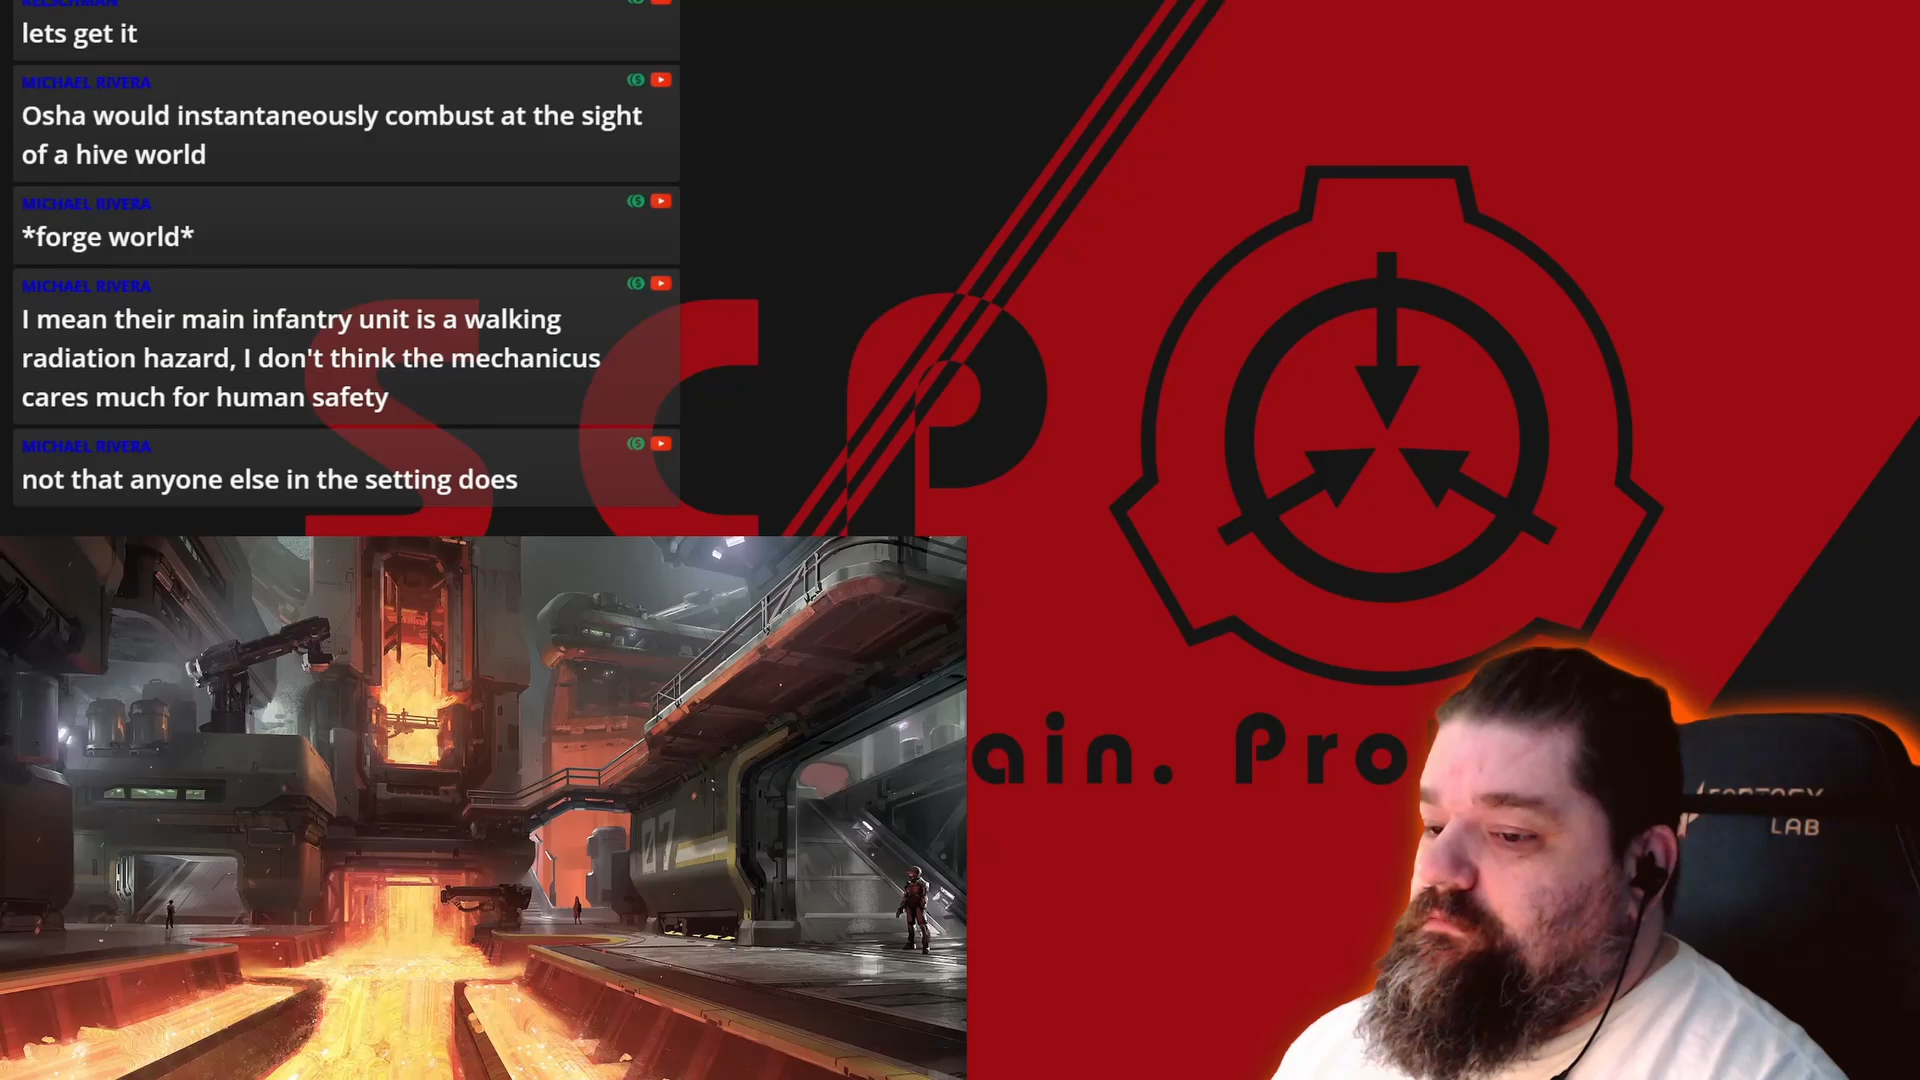 KELSCHMAN
lets get it
MICHAEL RIVERA
Osha would instantaneously combust at the sight
of a hive world
MICHAEL RIVERA
*forge world*
MICHAEL RIVERA
I mean their main infantry unit is a walking
radiation hazard, I don't think the mechanicus
cares much for human safety
MICHAEL RIVERA
not that anyone else in the setting does
SCP
07
ain. Pro
LAB